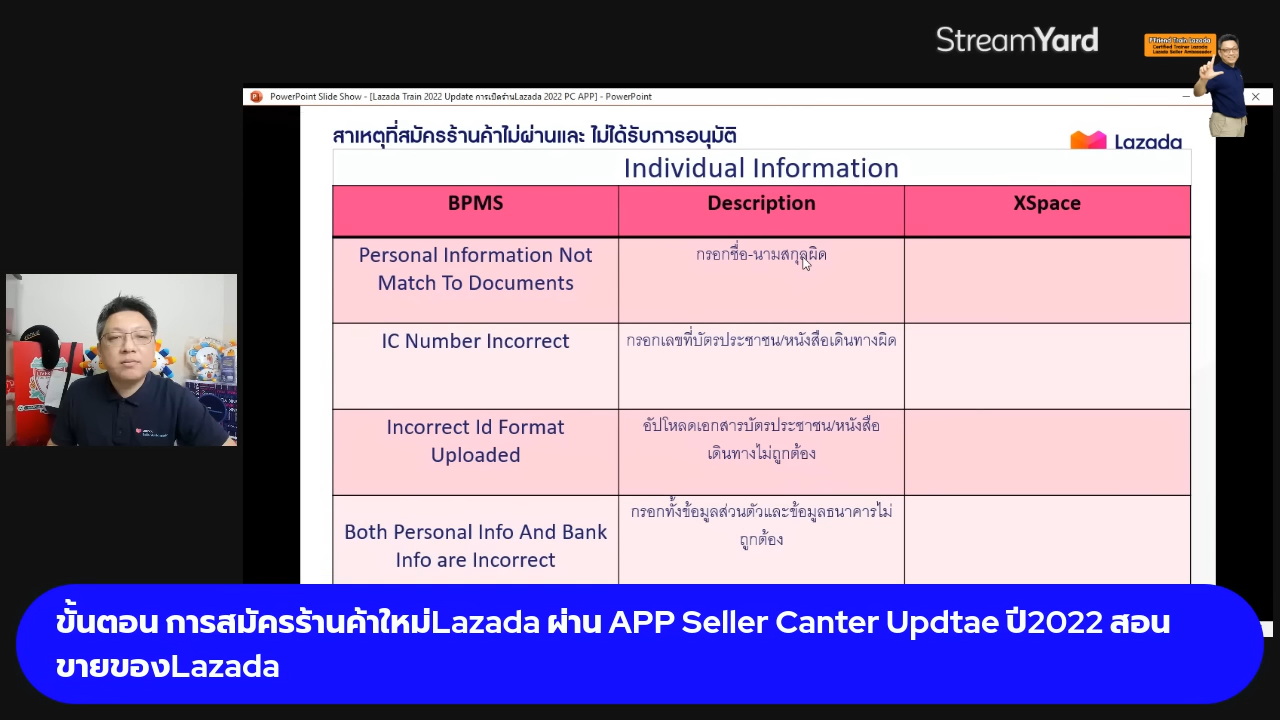 StreamYard
FFriend Train Lazada
Certified Trainer Lazada
Lazada Seller Ambassador
PowerPoint Slide Show - [Lazada Train 2022 Update การเปิดร้านLazada 2022 PC APP] - PowerPoint
สาเหตุที่สมัครร้านค้าไม่ผ่านและ ไม่ได้รับการอนุมัติ
Lazada
Individual Information
BPMS
Description
XSpace
Personal Information Not
Match To Documents
กรอกชื่อ-นามสกุลผิด
IC Number Incorrect
กรอกเลขที่บัตรประชาชน/หนังสือเดินทางผิด
Incorrect Id Format
Uploaded
อัปโหลดเอกสารบัตรประชาชน/หนังสือ
เดินทางไม่ถูกต้อง
Both Personal Info And Bank
Info are Incorrect
กรอกทั้งข้อมูลส่วนตัวและข้อมูลธนาคารไม่
ถูกต้อง
ขั้นตอน การสมัครร้านค้าใหม่Lazada ผ่าน APP Seller Canter Updtae ปี2022 สอน
ขายของLazada